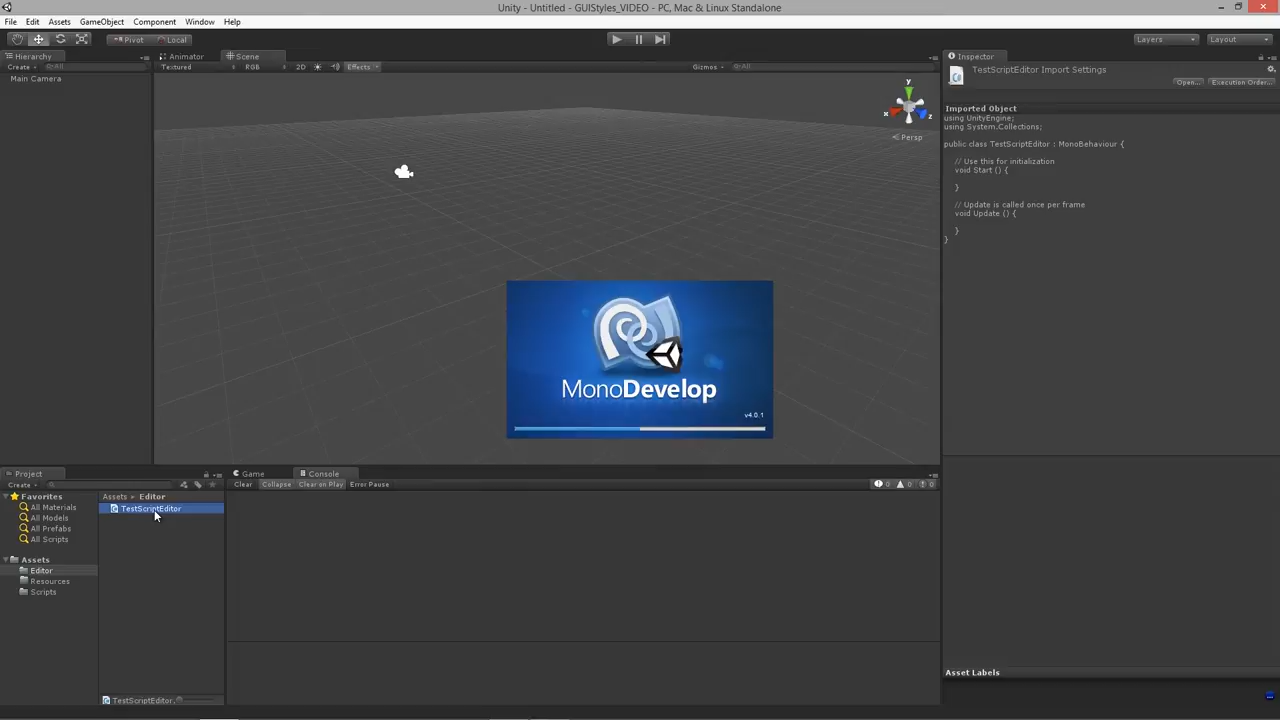 Unity - Untitled - GUIStyles_VIDEO - PC, Mac & Linux Standalone
File Edit Assets GameObject Component Window Help
Pivot Local
Layers Layout
Hierarchy Animator Scene Inspector
Create All Textured RGB 2D Effects Gizmos All
Main Camera
TestScriptEditor Import Settings
Open... Execution Order...
y
x z
Persp
Imported Object
using UnityEngine;
using System.Collections;
public class TestScriptEditor : MonoBehaviour {
// Use this for initialization
void Start () {
}
// Update is called once per frame
void Update () {
}
}
MonoDevelop
v4.0.1
Project Game Console
Create Clear Collapse Clear on Play Error Pause 0 0 0
Favorites
All Materials
All Models
All Prefabs
All Scripts
Assets
Editor
Resources
Scripts
Assets Editor
TestScriptEditor
TestScriptEditor.
Asset Labels